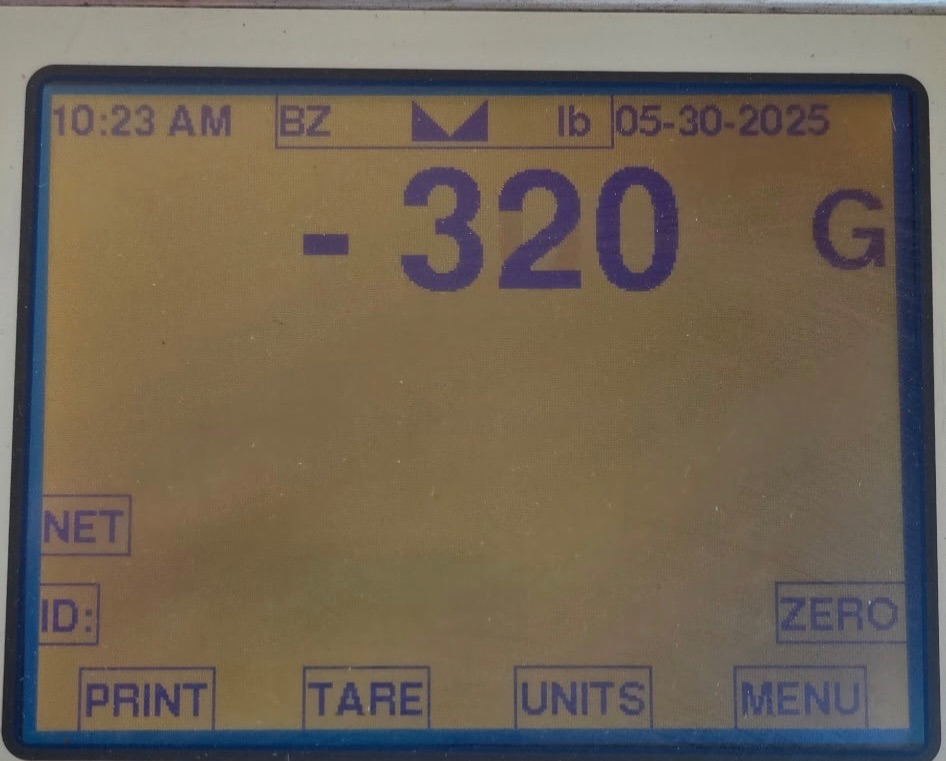 10:23 AM BZ lb 05-30-2025
- 320 G
NET
ID: ZERO
PRINT TARE UNITS MENU